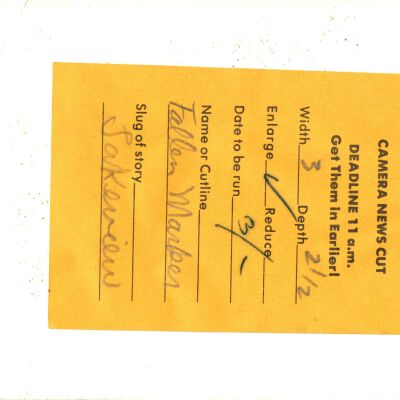 CAMERA NEWS CUT
DEADLINE 11 a.m.
Get Them In Earlier!
Width 3 Depth 2 1/2
Enlarge ✓ Reduce
Date to be run 3/-
Name or Cutline
Fallen Marker
Slug of story
Lakeview